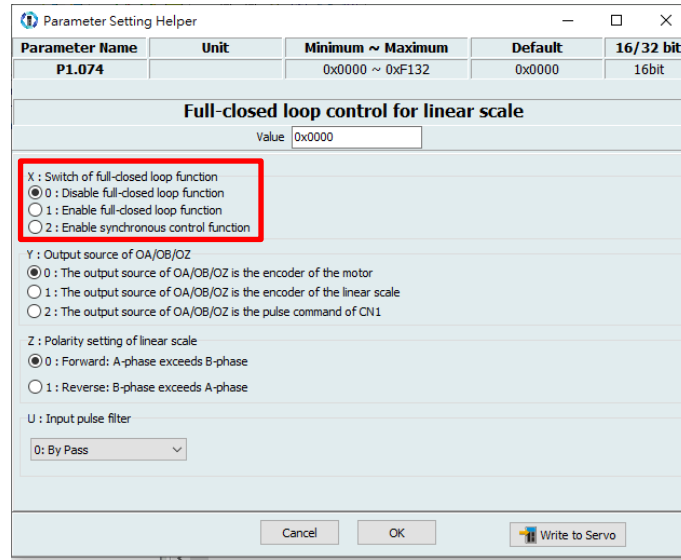 Parameter Setting Helper
Parameter Name Unit Minimum ~ Maximum Default 16/32 bit
P1.074 0x0000 ~ 0xF132 0x0000 16bit
Full-closed loop control for linear scale
Value 0x0000
X : Switch of full-closed loop function
0 : Disable full-closed loop function
1 : Enable full-closed loop function
2 : Enable synchronous control function
Y : Output source of OA/OB/OZ
0 : The output source of OA/OB/OZ is the encoder of the motor
1 : The output source of OA/OB/OZ is the encoder of the linear scale
2 : The output source of OA/OB/OZ is the pulse command of CN1
Z : Polarity setting of linear scale
0 : Forward: A-phase exceeds B-phase
1 : Reverse: B-phase exceeds A-phase
U : Input pulse filter
0: By Pass
Cancel OK Write to Servo